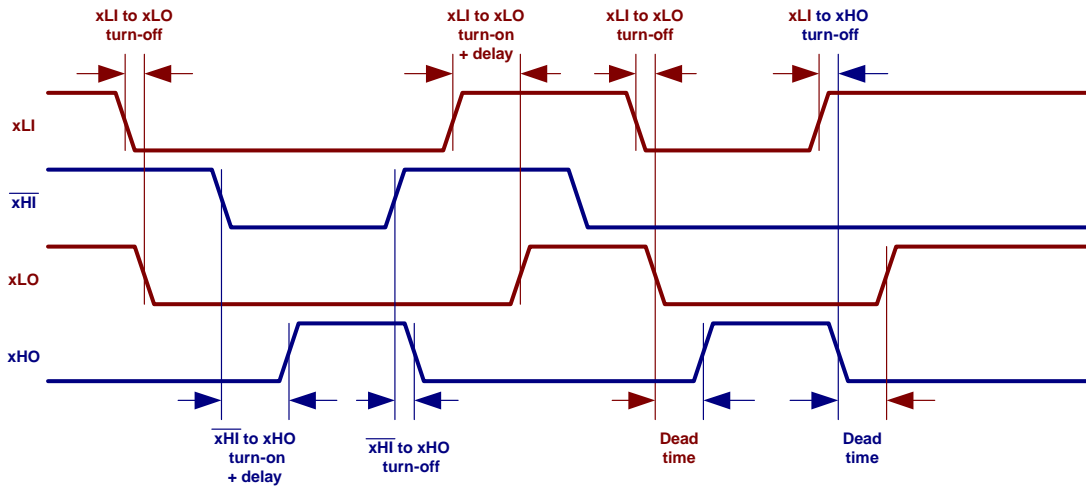 xLI to xLO
turn-off
xLI to xLO
turn-on
+ delay
xLI to xLO
turn-off
xLI to xHO
turn-off
xLI
xHI
xLO
xHO
xHI to xHO
turn-on
+ delay
xHI to xHO
turn-off
Dead
time
Dead
time